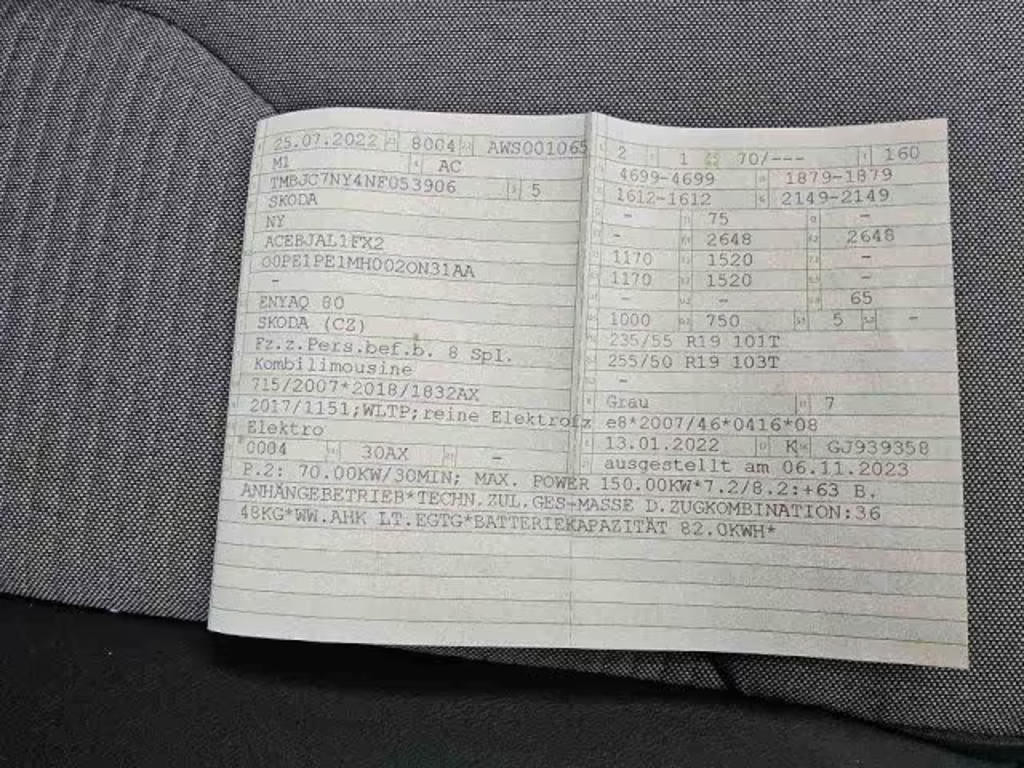 25.07.2022 8004 AWS001065
M1 AC
TMBJC7NY4NF053906 5
SKODA
NY
ACEBJAL1FX2
G0PE1PE1MH0020N31AA
-
ENYAQ 80
SKODA (CZ)
Fz.z.Pers.bef.b. 8 Spl.
Kombilimousine
715/2007*2018/1832AX
2017/1151;WLTP;reine Elektrofz
Elektro
0004 30AX -
2 1 70/--- 160
4699-4699 1879-1879
1612-1612 2149-2149
- 75 -
- 2648 2648
1170 1520 -
1170 1520 -
- - 65
1000 750 5 -
235/55 R19 101T
255/50 R19 103T
-
Grau 7
e8*2007/46*0416*08
13.01.2022 K GJ939358
ausgestellt am 06.11.2023
P.2: 70.00KW/30MIN; MAX. POWER 150.00KW*7.2/8.2:+63 B.
ANHÄNGEBETRIEB*TECHN.ZUL.GES-MASSE D.ZUGKOMBINATION:36
48KG*WW.AHK LT.EGTG*BATTERIEKAPAZITÄT 82.0KWH*